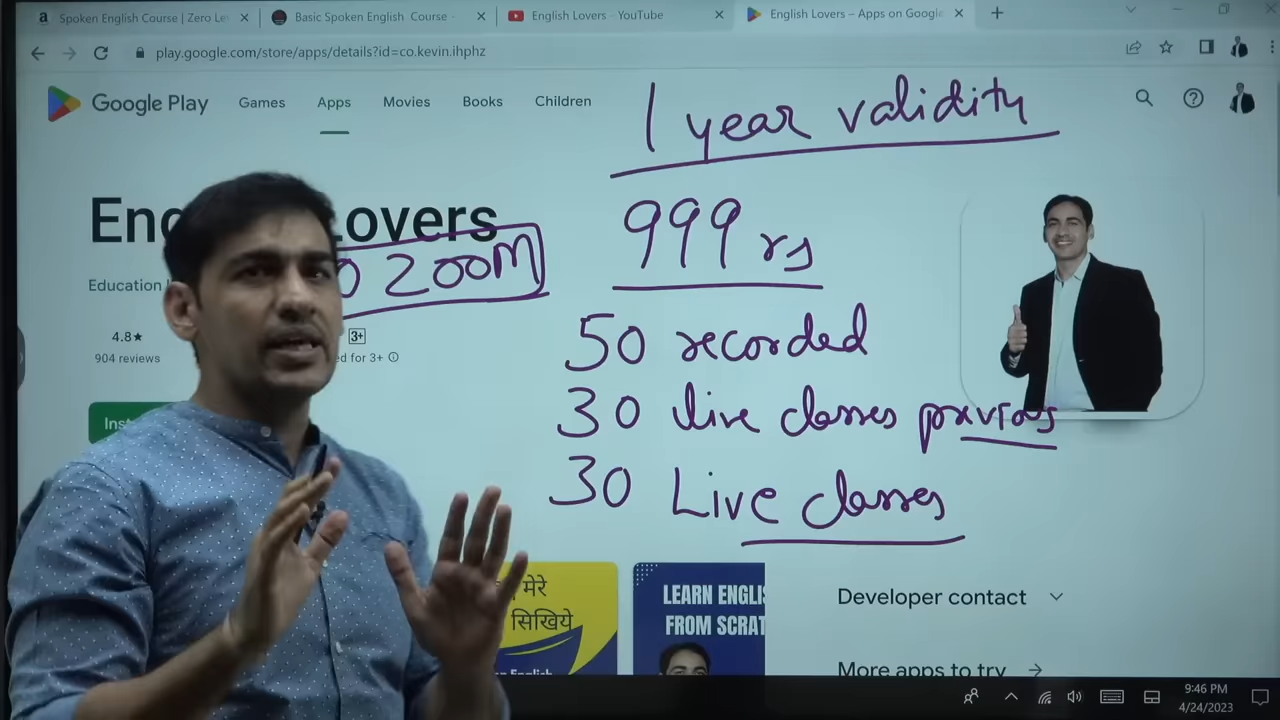 Spoken English Course | Zero Le
Basic Spoken English Course -
English Lovers - YouTube
English Lovers – Apps on Google
play.google.com/store/apps/details?id=co.kevin.ihphz
Google Play
Games
Apps
Movies
Books
Children
1 year validity
999 rs
50 recorded
30 live classes previous
30 Live classes
Eng Lovers
ZOOM
Education
4.8★
904 reviews
3+
ed for 3+
Inst
मेरे
सिखिये
English
LEARN ENGLIS
FROM SCRAT
Developer contact
More apps to try
9:46 PM
4/24/2023